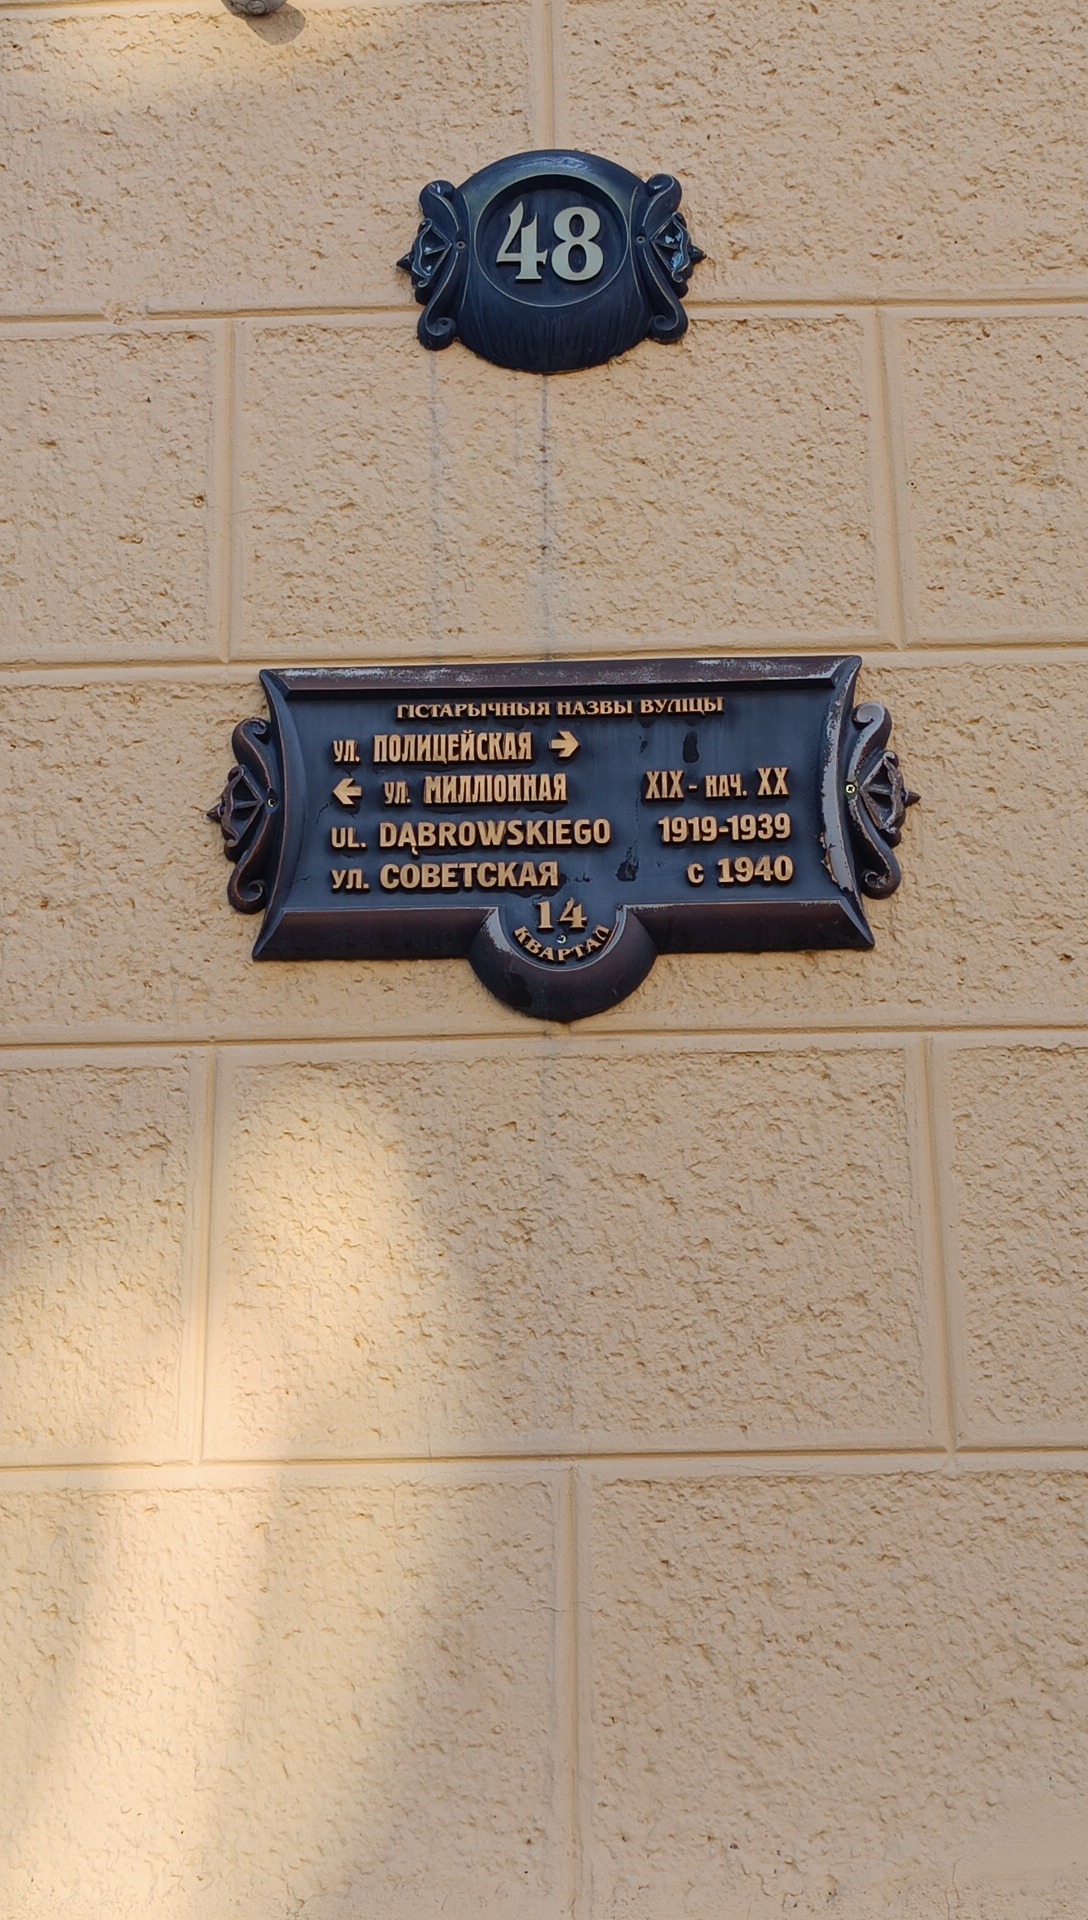 48
ГІСТАРЫЧНЫЯ НАЗВЫ ВУЛІЦЫ
УЛ. ПОЛИЦЕЙСКАЯ →
← УЛ. МИЛЛІОННАЯ XIX - НАЧ. XX
UL. DĄBROWSKIEGO 1919-1939
УЛ. СОВЕТСКАЯ с 1940
14
КВАРТАЛ